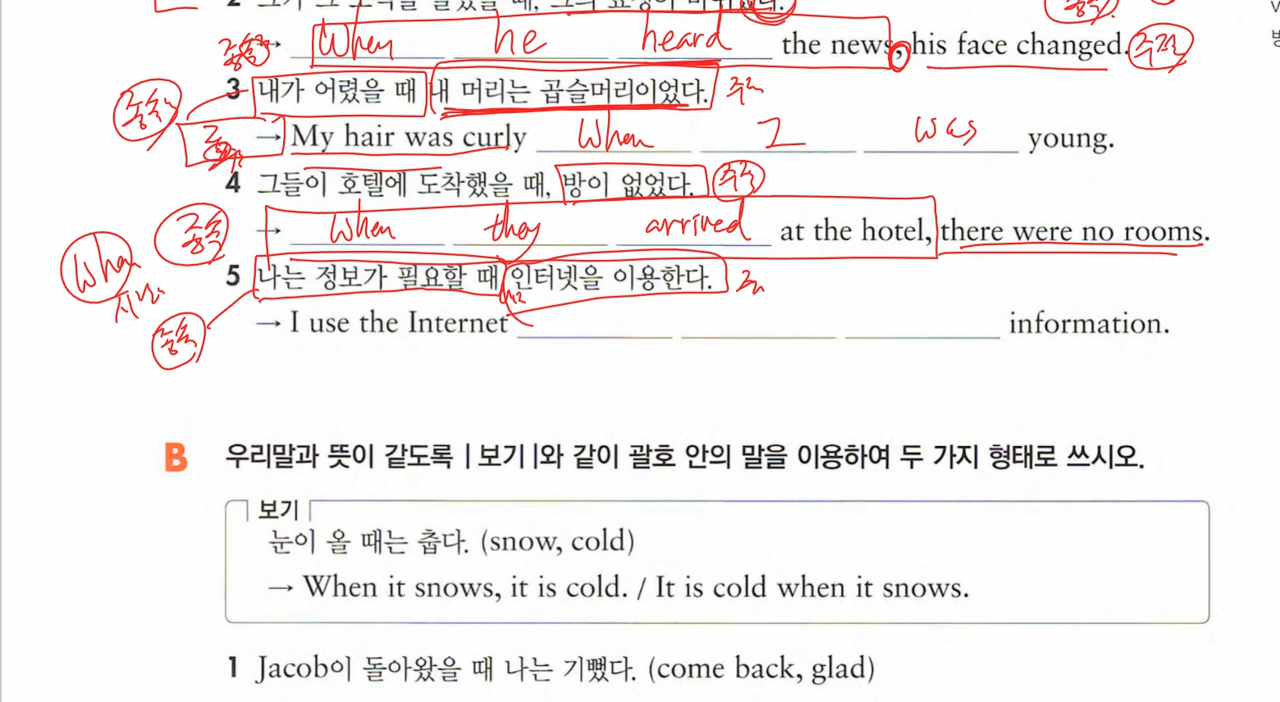 → When he heard the news, his face changed. 주절
3 내가 어렸을 때 내 머리는 곱슬머리이었다.
→ My hair was curly when I was young.
4 그들이 호텔에 도착했을 때, 방이 없었다. 주절
종속 → when they arrived at the hotel, there were no rooms.
when
5 나는 정보가 필요할 때 인터넷을 이용한다.
종속
→ I use the Internet information.
B 우리말과 뜻이 같도록 | 보기 |와 같이 괄호 안의 말을 이용하여 두 가지 형태로 쓰시오.
보기
눈이 올 때는 춥다. (snow, cold)
→ When it snows, it is cold. / It is cold when it snows.
1 Jacob이 돌아왔을 때 나는 기뻤다. (come back, glad)